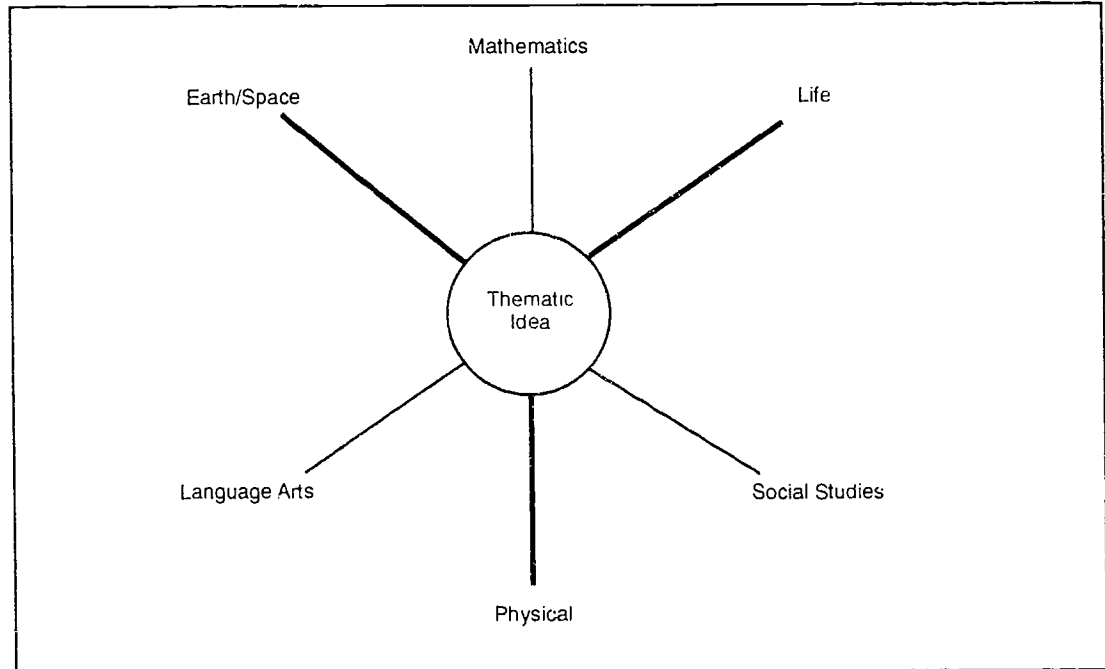 Mathematics
Earth/Space
Life
Thematic
Idea
Language Arts
Social Studies
Physical